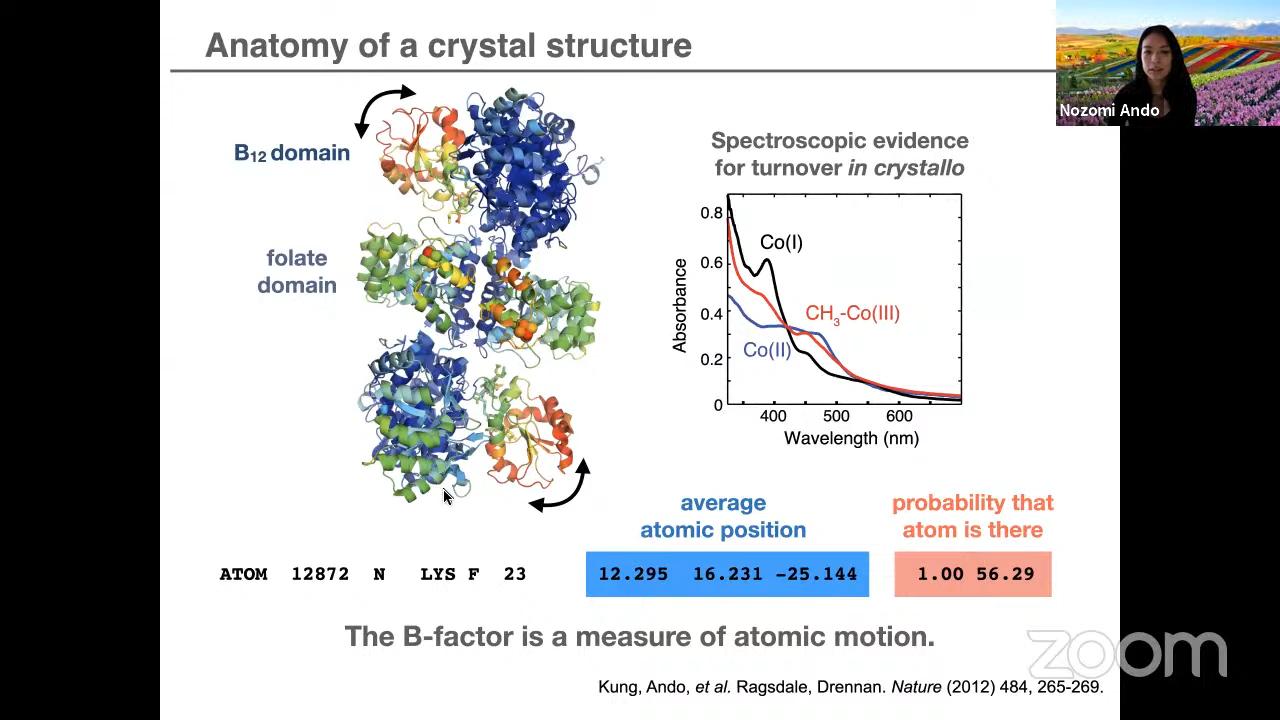 Anatomy of a crystal structure
Nozomi Ando
B12 domain
folate
domain
Spectroscopic evidence
for turnover in crystallo
0.8
0.6
0.4
0.2
0
Absorbance
Co(I)
CH3-Co(III)
Co(II)
400 500 600
Wavelength (nm)
average
atomic position
probability that
atom is there
ATOM 12872 N LYS F 23 12.295 16.231 -25.144 1.00 56.29
The B-factor is a measure of atomic motion.
zoom
Kung, Ando, et al. Ragsdale, Drennan. Nature (2012) 484, 265-269.